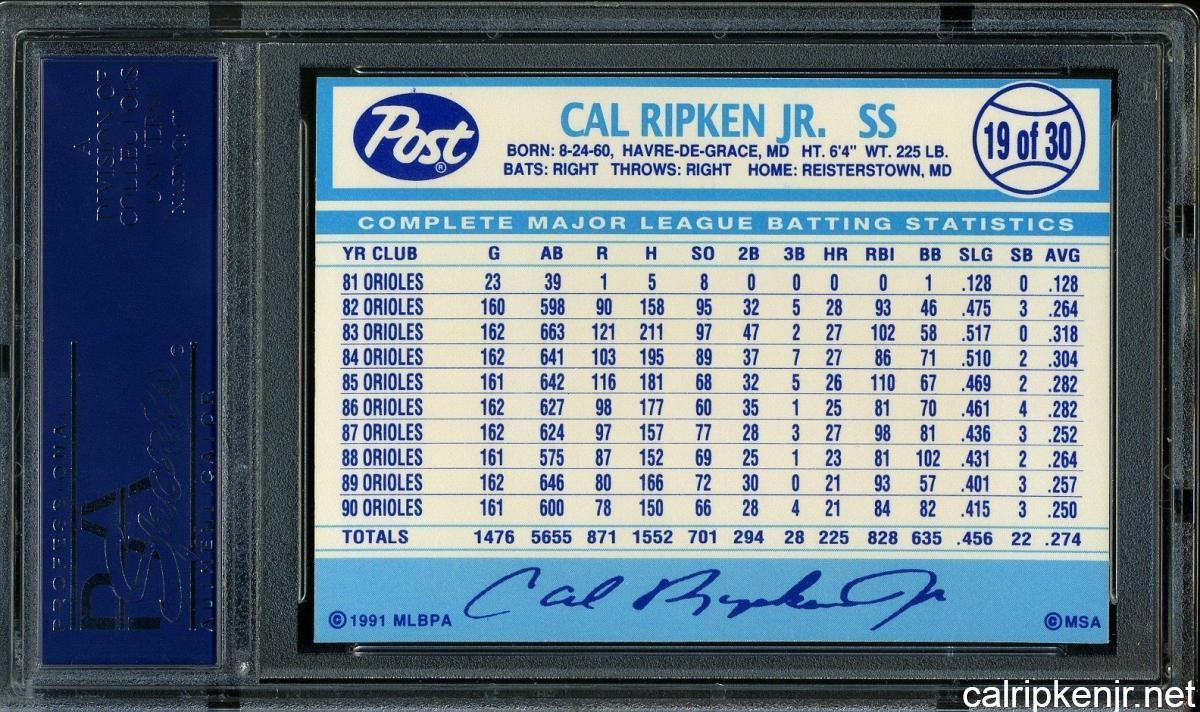 Post®
CAL RIPKEN JR. SS
19 of 30
BORN: 8-24-60, HAVRE-DE-GRACE, MD HT. 6'4" WT. 225 LB.
BATS: RIGHT THROWS: RIGHT HOME: REISTERSTOWN, MD
COMPLETE MAJOR LEAGUE BATTING STATISTICS
YR CLUB G AB R H SO 2B 3B HR RBI BB SLG SB AVG
81 ORIOLES 23 39 1 5 8 0 0 0 0 1 .128 0 .128
82 ORIOLES 160 598 90 158 95 32 5 28 93 46 .475 3 .264
83 ORIOLES 162 663 121 211 97 47 2 27 102 58 .517 0 .318
84 ORIOLES 162 641 103 195 89 37 7 27 86 71 .510 2 .304
85 ORIOLES 161 642 116 181 68 32 5 26 110 67 .469 2 .282
86 ORIOLES 162 627 98 177 60 35 1 25 81 70 .461 4 .282
87 ORIOLES 162 624 97 157 77 28 3 27 98 81 .436 3 .252
88 ORIOLES 161 575 87 152 69 25 1 23 81 102 .431 2 .264
89 ORIOLES 162 646 80 166 72 30 0 21 93 57 .401 3 .257
90 ORIOLES 161 600 78 150 66 28 4 21 84 82 .415 3 .250
TOTALS 1476 5655 871 1552 701 294 28 225 828 635 .456 22 .274
Cal Ripken Jr
© 1991 MLBPA
© MSA
A
DIVISION OF
COLLECTORS
UNIVERSE
PSA
calripkenjr.net